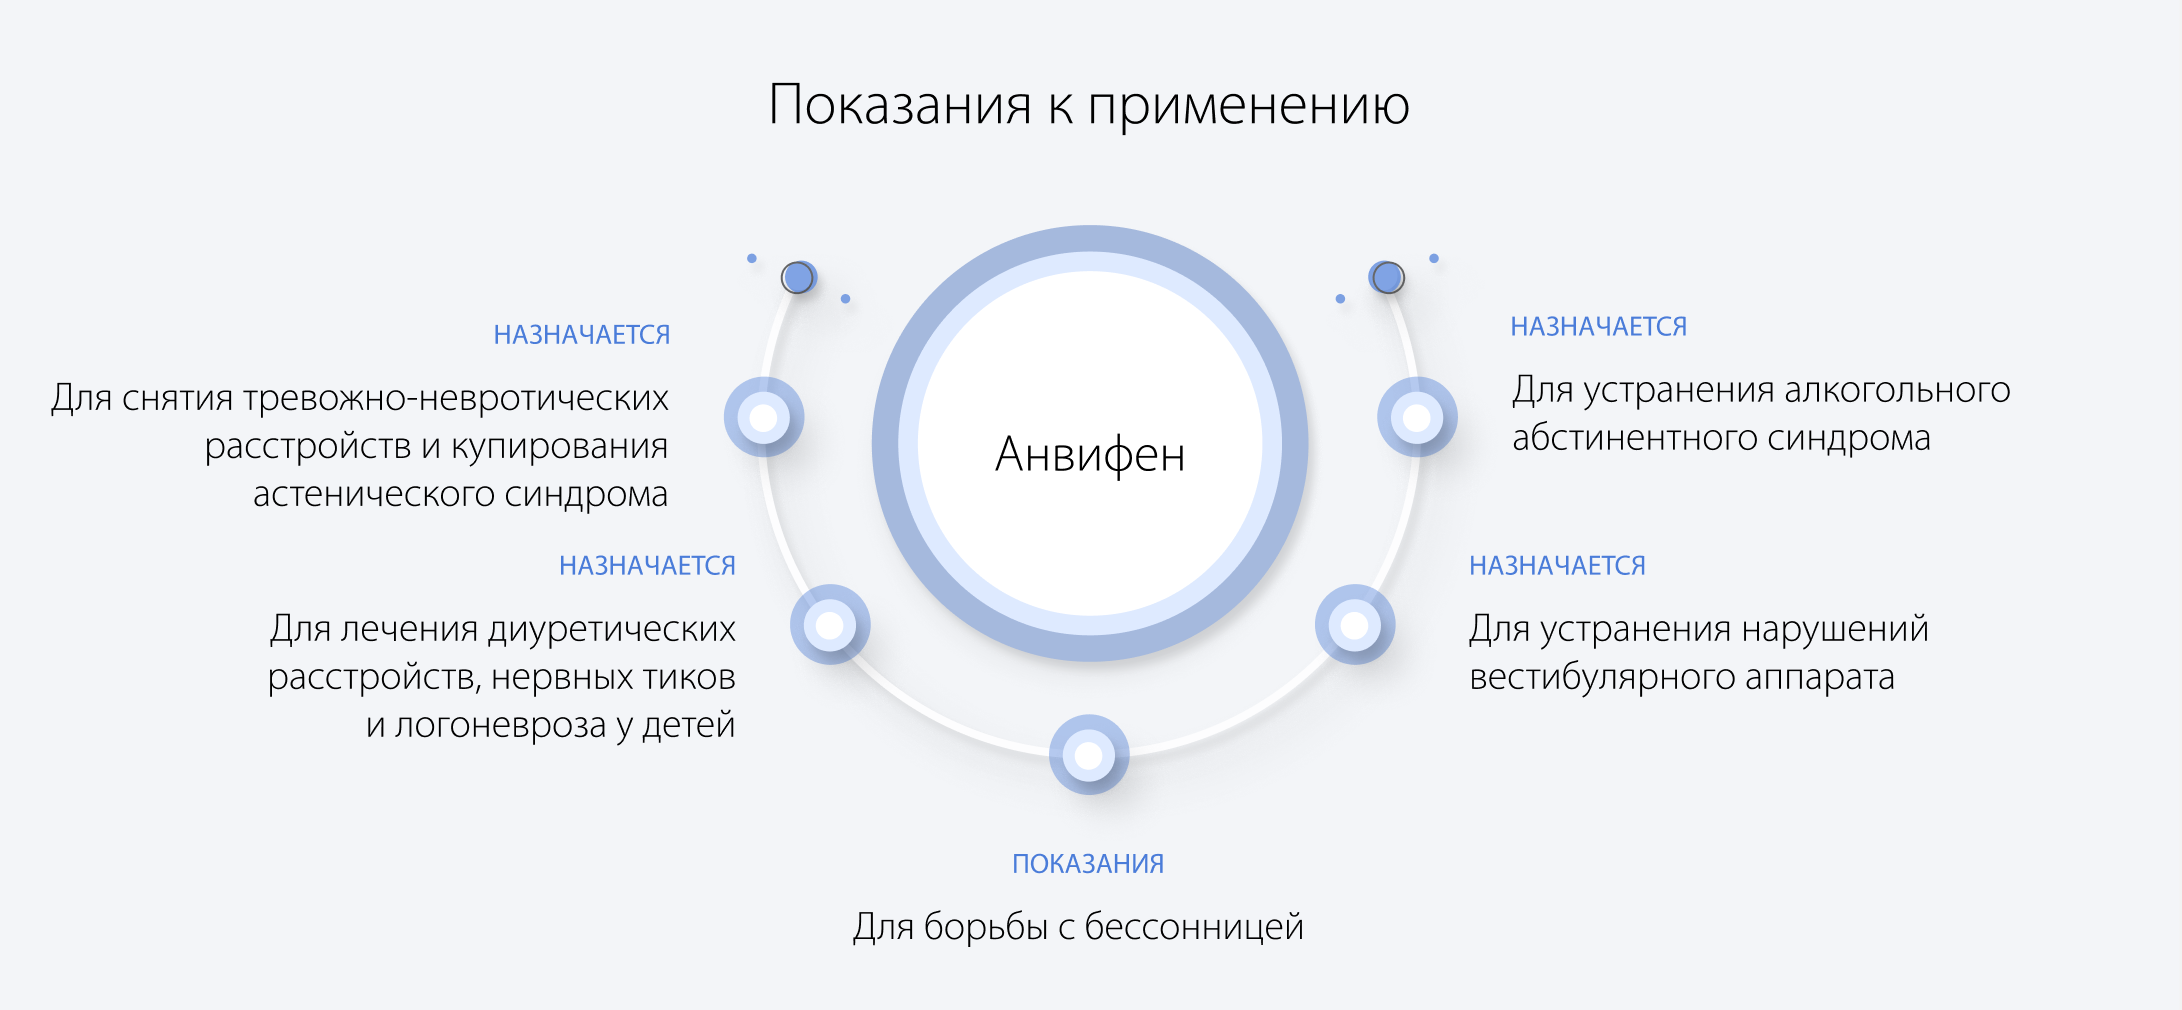 Показания к применению
НАЗНАЧАЕТСЯ
Для снятия тревожно-невротических
расстройств и купирования
астенического синдрома
НАЗНАЧАЕТСЯ
Для лечения диуретических
расстройств, нервных тиков
и логоневроза у детей
Анвифен
ПОКАЗАНИЯ
Для борьбы с бессонницей
НАЗНАЧАЕТСЯ
Для устранения алкогольного
абстинентного синдрома
НАЗНАЧАЕТСЯ
Для устранения нарушений
вестибулярного аппарата